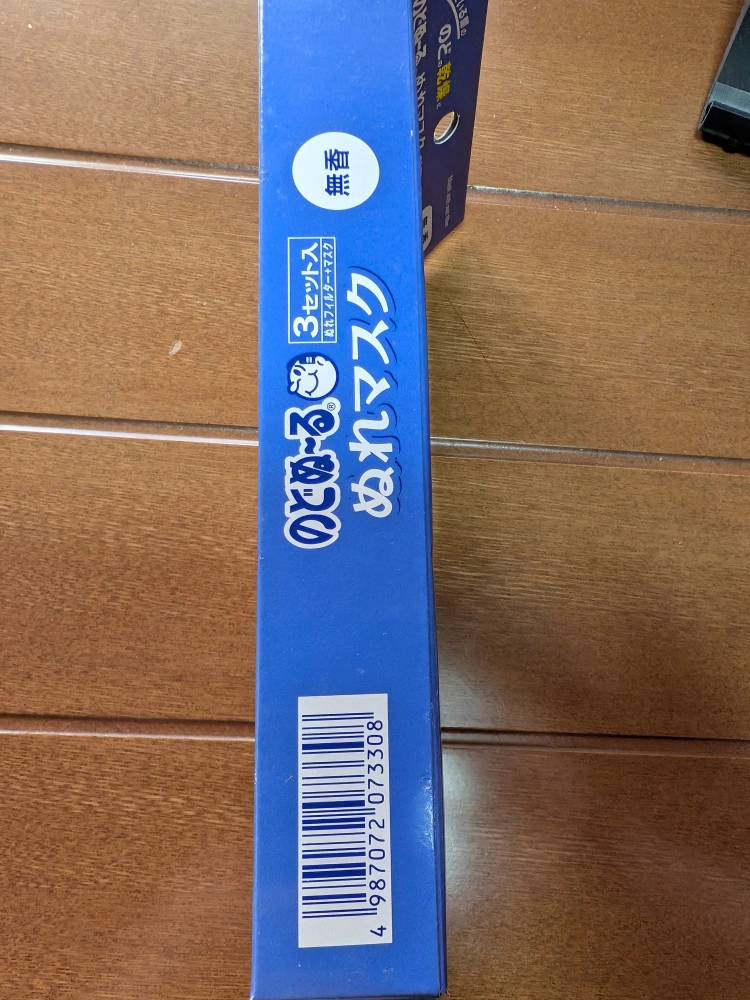 のどぬ〜る®
ぬれマスク
3セット入
ぬれフィルター+マスク
無香
4 987072 073308